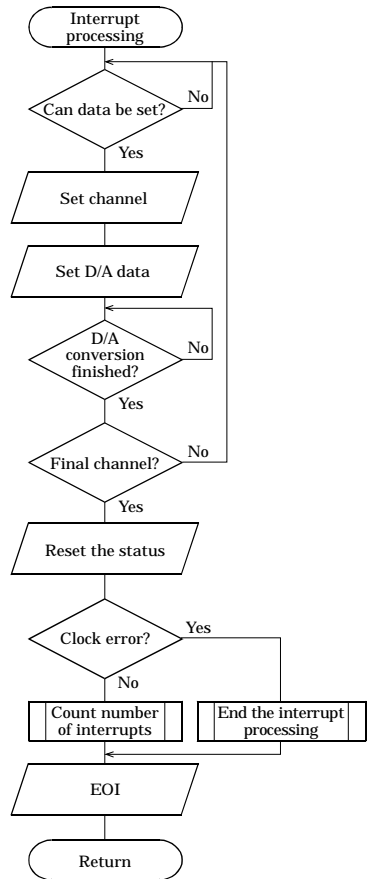 Interrupt
processing
Can data be set?
No
Yes
Set channel
Set D/A data
D/A
conversion
finished?
No
Yes
Final channel?
No
Yes
Reset the status
Clock error?
Yes
No
Count number
of interrupts
End the interrupt
processing
EOI
Return